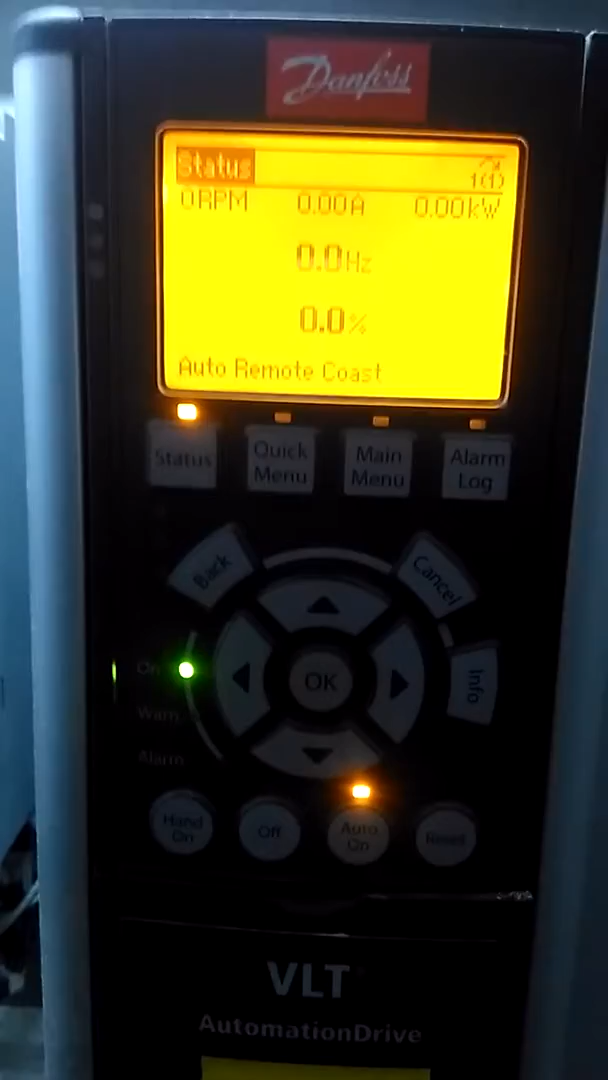 Danfoss
Status
1(1)
0RPM 0.00A 0.00kW
0.0Hz
0.0%
Auto Remote Coast
Status Quick Menu Main Menu Alarm Log
Back Cancel
On OK Info
Warn.
Alarm
Hand On Off Auto On Reset
VLT
AutomationDrive